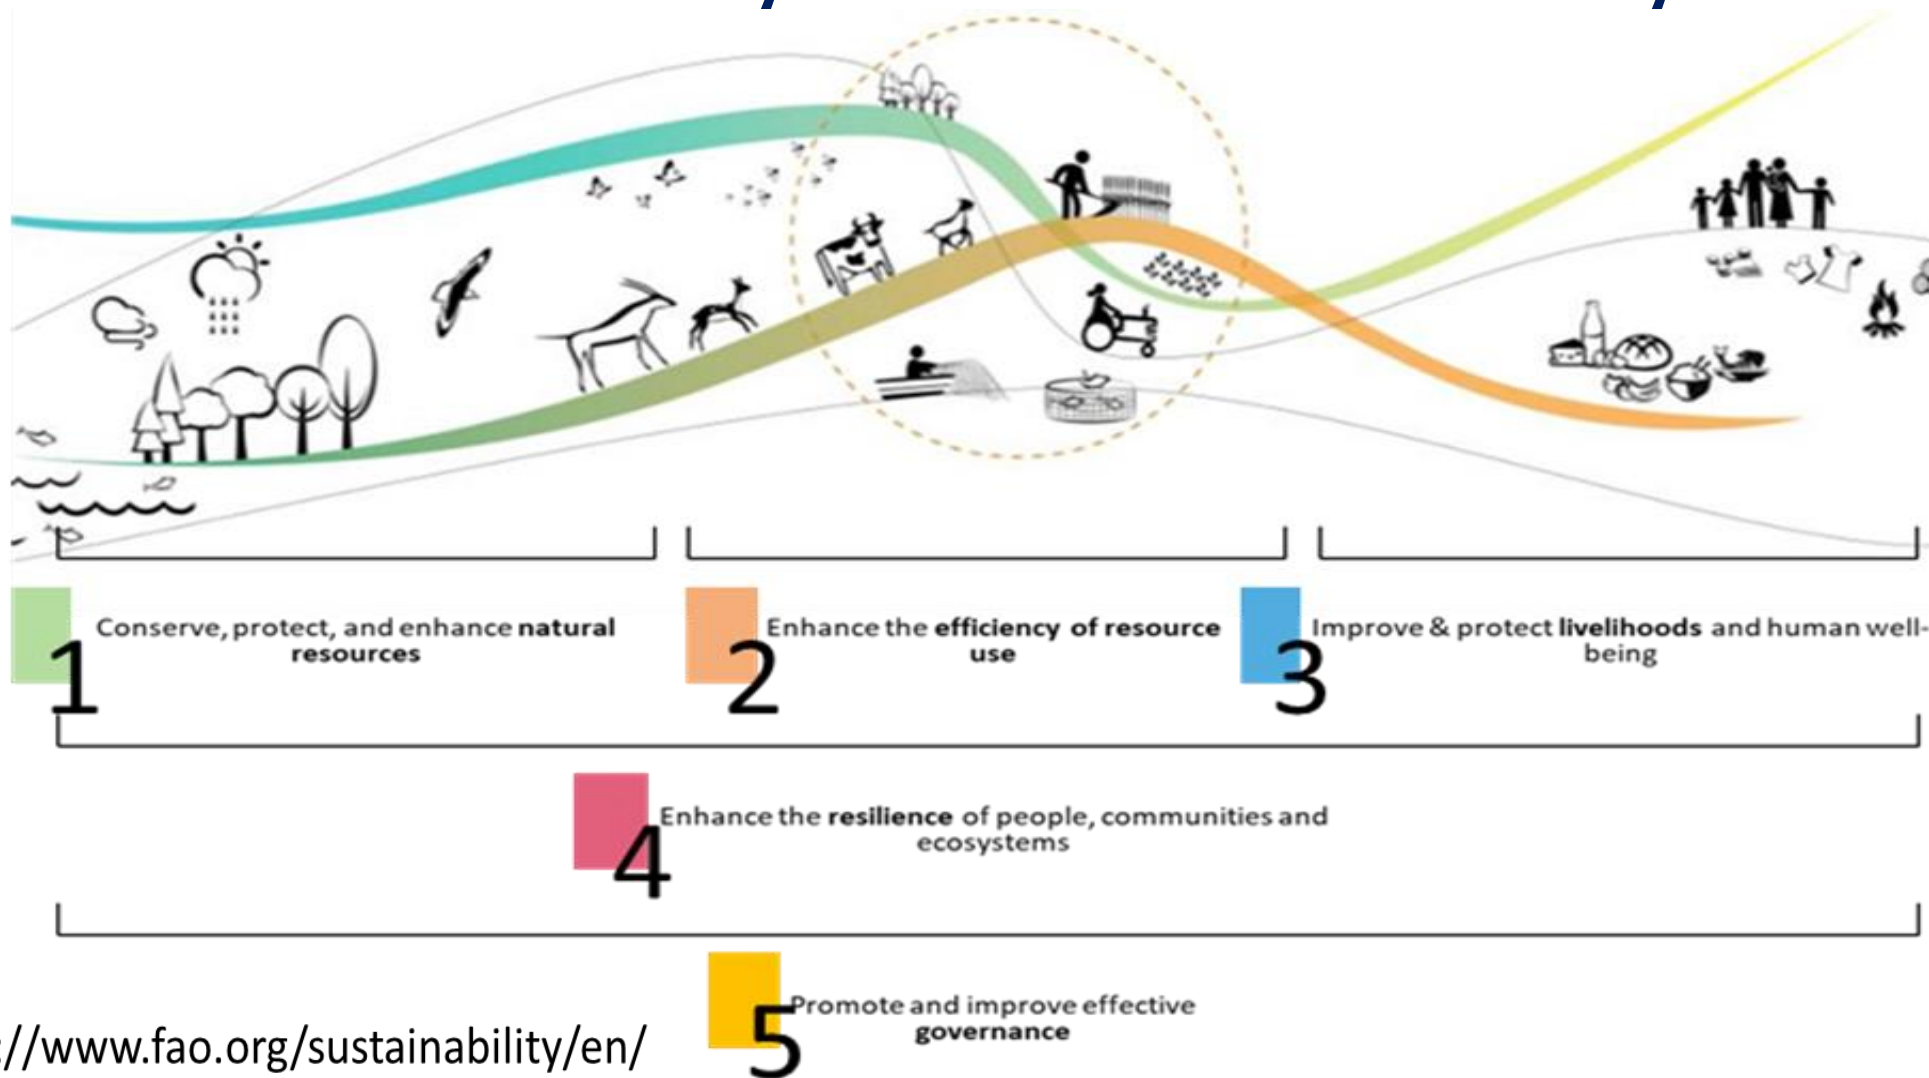 1
Conserve, protect, and enhance natural
resources
2
Enhance the efficiency of resource
use
3
Improve & protect livelihoods and human well-
being
4
Enhance the resilience of people, communities and
ecosystems
5
Promote and improve effective
governance
://www.fao.org/sustainability/en/